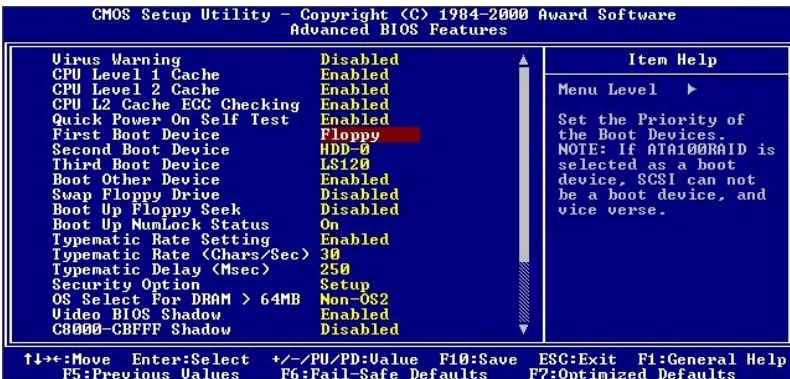 CMOS Setup Utility - Copyright (C) 1984-2000 Award Software
Advanced BIOS Features
Virus Warning Disabled
CPU Level 1 Cache Enabled
CPU Level 2 Cache Enabled
CPU L2 Cache ECC Checking Enabled
Quick Power On Self Test Enabled
First Boot Device Floppy
Second Boot Device HDD-0
Third Boot Device LS120
Boot Other Device Enabled
Swap Floppy Drive Disabled
Boot Up Floppy Seek Disabled
Boot Up NumLock Status On
Typematic Rate Setting Enabled
Typematic Rate (Chars/Sec) 30
Typematic Delay (Msec) 250
Security Option Setup
OS Select For DRAM > 64MB Non-OS2
Video BIOS Shadow Enabled
C8000-CBFFF Shadow Disabled
Item Help
Menu Level ▶
Set the Priority of
the Boot Devices.
NOTE: If ATA100RAID is
selected as a boot
device, SCSI can not
be a boot device, and
vice verse.
↑↓→←:Move Enter:Select +/-/PU/PD:Value F10:Save ESC:Exit F1:General Help
F5:Previous Values F6:Fail-Safe Defaults F7:Optimized Defaults